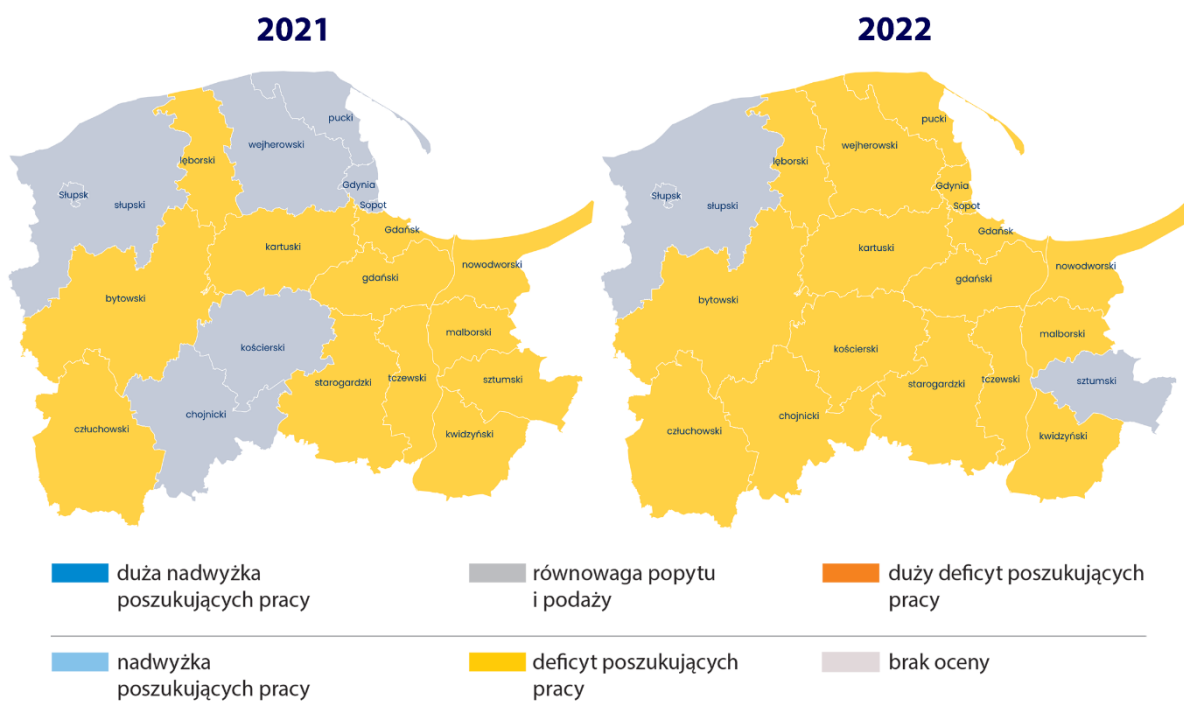 2021
2022
pucki
wejherowski
lęborski
Gdynia
Słupsk
słupski
Sopot
Gdańsk
kartuski
nowodworski
gdański
bytowski
malborski
kościerski
starogardzki
tczewski
sztumski
chojnicki
człuchowski
kwidzyński
pucki
wejherowski
lęborski
Gdynia
Słupsk
słupski
Sopot
Gdańsk
kartuski
nowodworski
gdański
bytowski
malborski
kościerski
starogardzki
tczewski
sztumski
chojnicki
człuchowski
kwidzyński
duża nadwyżka
poszukujących pracy
równowaga popytu
i podaży
duży deficyt poszukujących
pracy
nadwyżka
poszukujących pracy
deficyt poszukujących
pracy
brak oceny